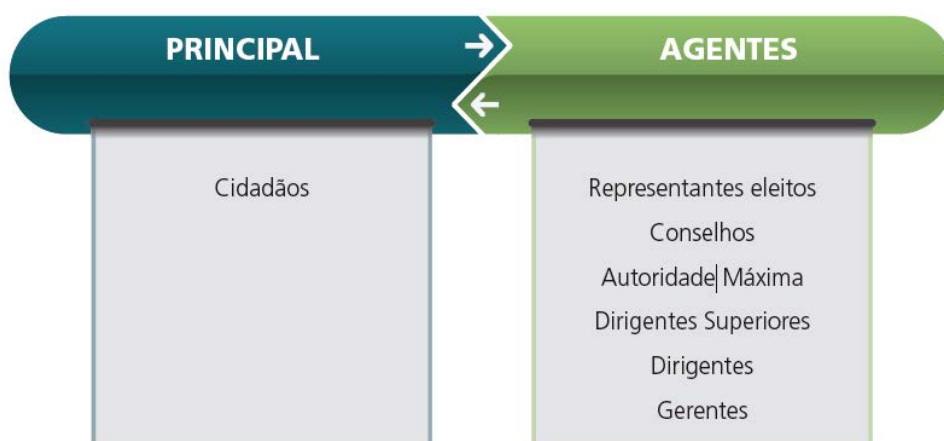 PRINCIPAL
Cidadãos
AGENTES
Representantes eleitos
Conselhos
Autoridade Máxima
Dirigentes Superiores
Dirigentes
Gerentes